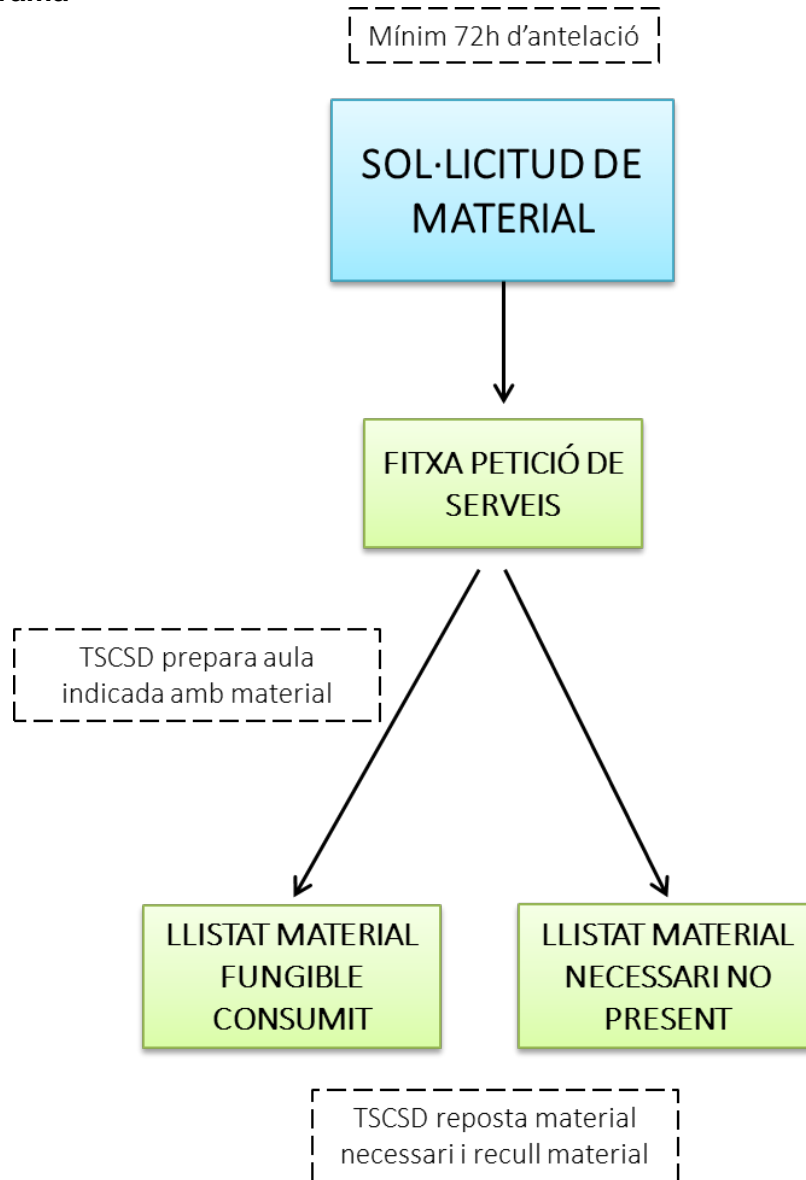 Mínim 72h d'antelació
SOL·LICITUD DE
MATERIAL
FITXA PETICIÓ DE
SERVEIS
TSCSD prepara aula
indicada amb material
LLISTAT MATERIAL
FUNGIBLE
CONSUMIT
LLISTAT MATERIAL
NECESSARI NO
PRESENT
TSCSD reposta material
necessari i recull material